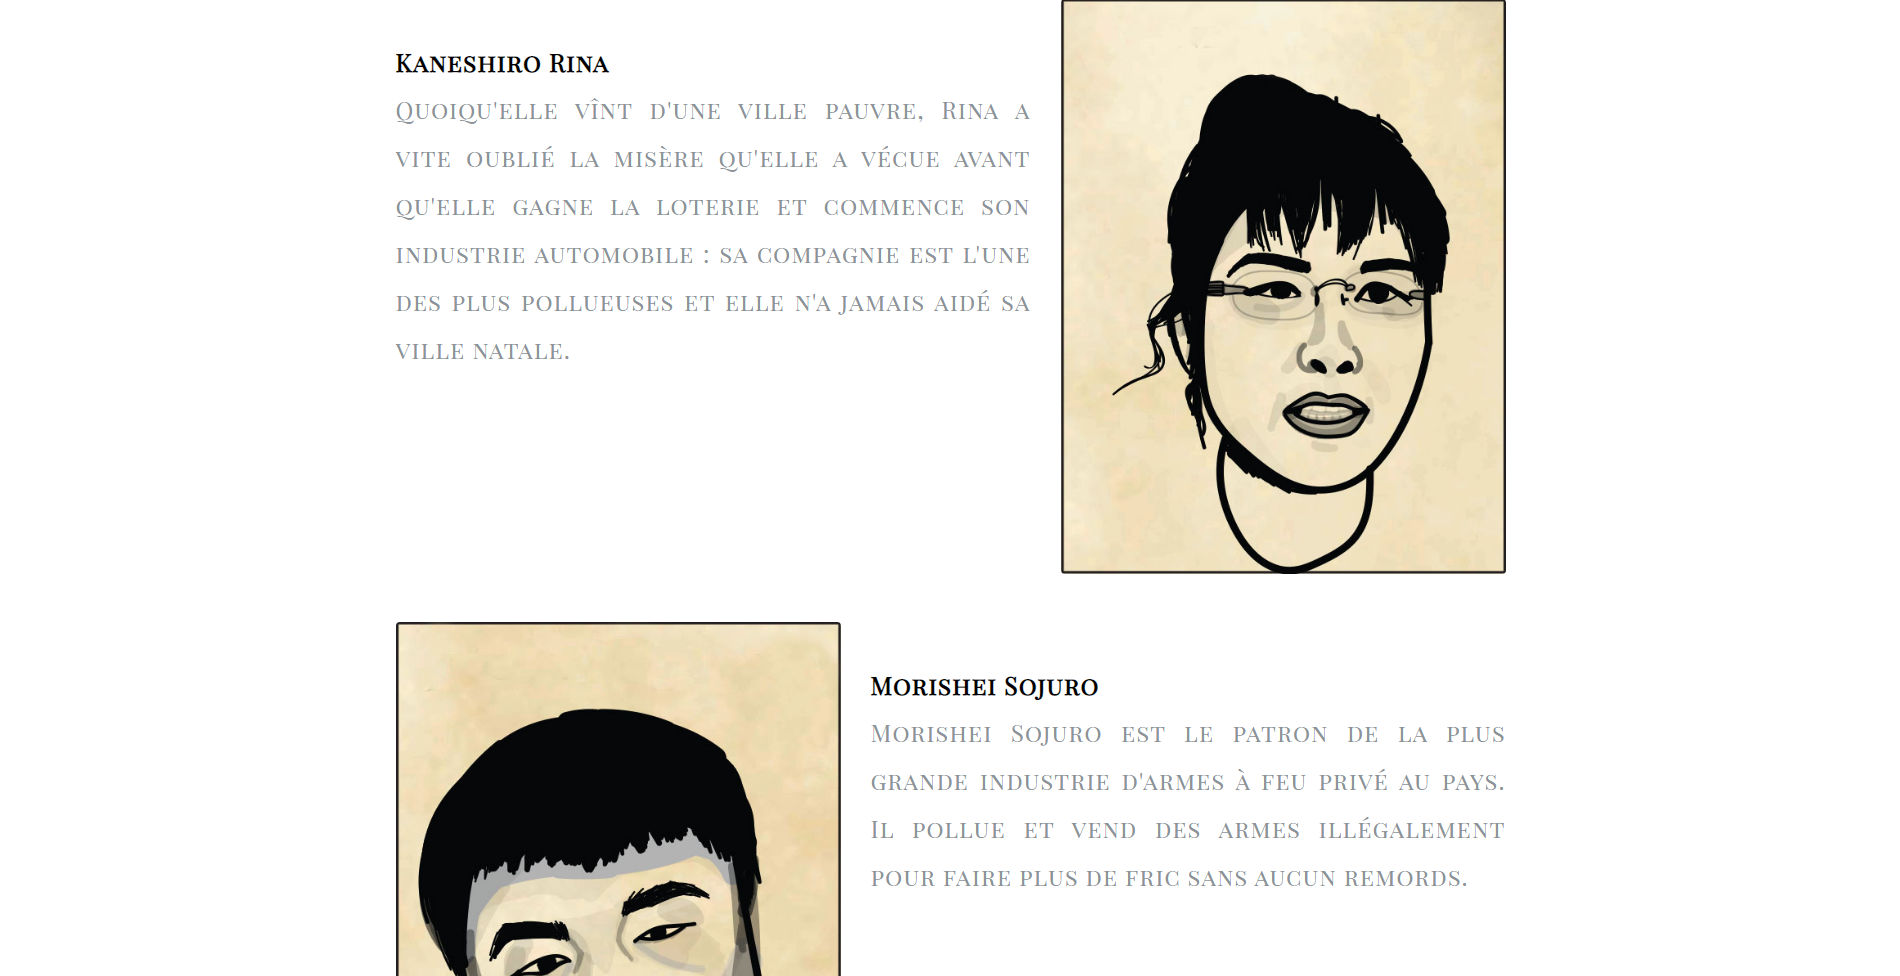 Kaneshiro Rina
Quoiqu'elle vînt d'une ville pauvre, Rina a
vite oublié la misère qu'elle a vécue avant
qu'elle gagne la loterie et commence son
industrie automobile : sa compagnie est l'une
des plus pollueuses et elle n'a jamais aidé sa
ville natale.
Morishei Sojuro
Morishei Sojuro est le patron de la plus
grande industrie d'armes à feu privé au pays.
Il pollue et vend des armes illégalement
pour faire plus de fric sans aucun remords.